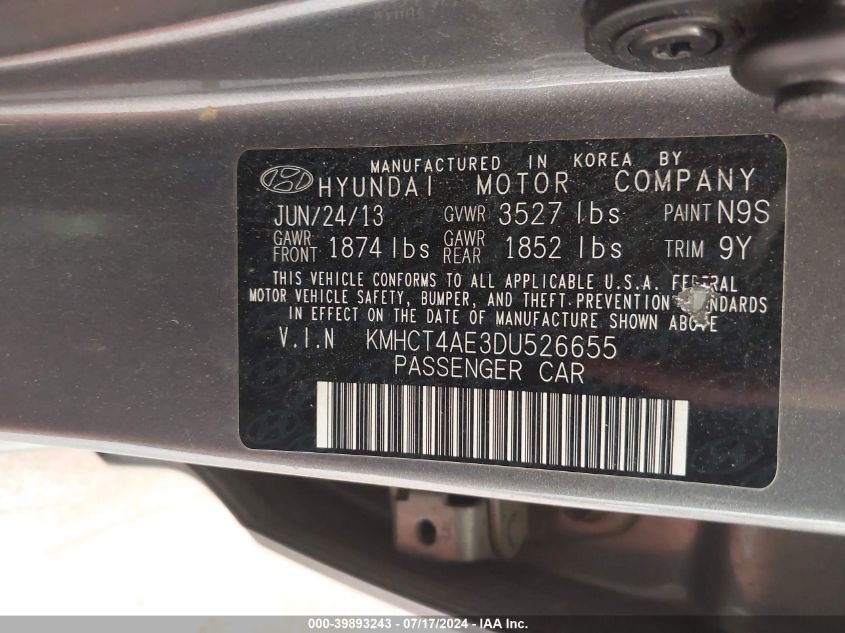 MANUFACTURED IN KOREA BY
HYUNDAI MOTOR COMPANY
JUN/24/13 GVWR 3527 lbs PAINT N9S
GAWR FRONT 1874 lbs GAWR REAR 1852 lbs TRIM 9Y
THIS VEHICLE CONFORMS TO ALL APPLICABLE U.S.A. FEDERAL
MOTOR VEHICLE SAFETY, BUMPER, AND THEFT PREVENTION STANDARDS
IN EFFECT ON THE DATE OF MANUFACTURE SHOWN ABOVE
V.I.N KMHCT4AE3DU526655
PASSENGER CAR
000-39893243 - 07/17/2024 - IAA Inc.